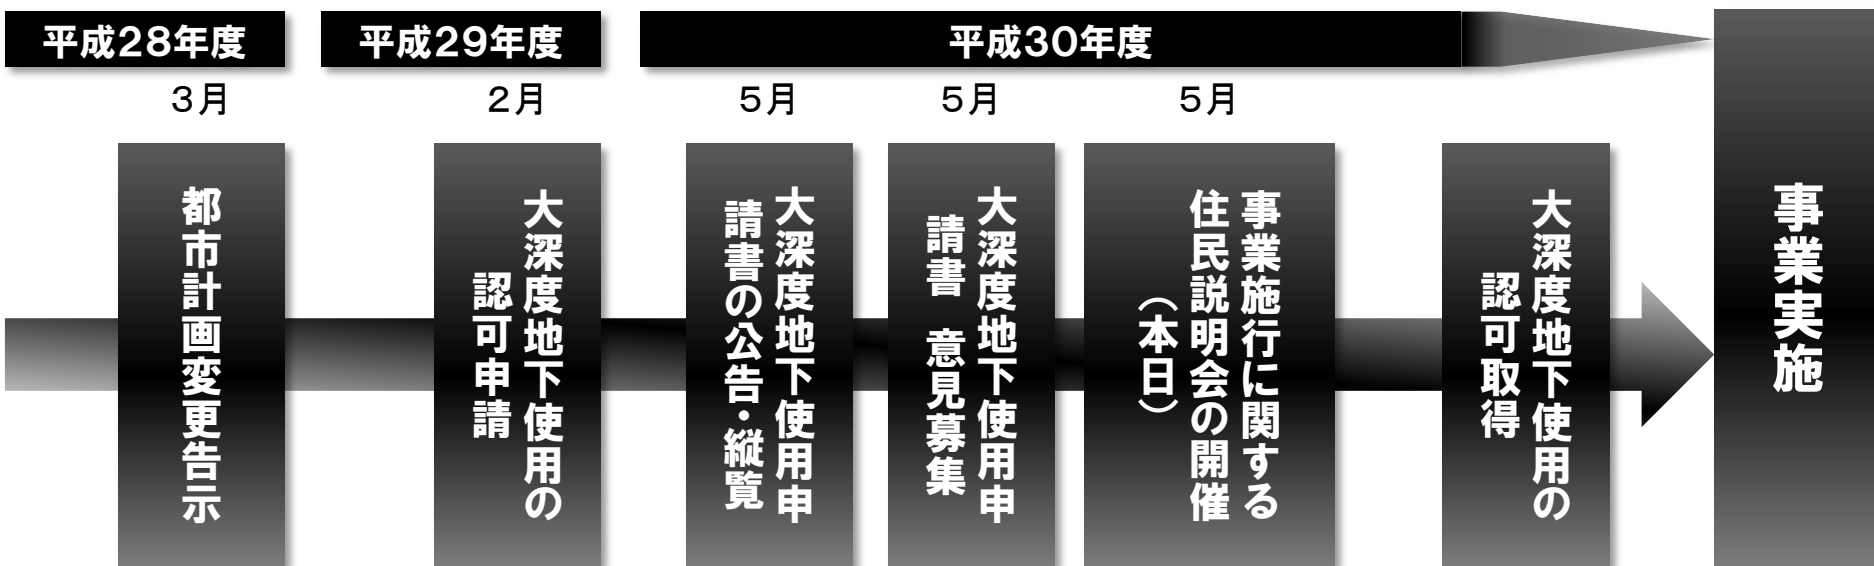 平成28年度
平成29年度
平成30年度
3月
2月
5月
5月
5月
都市計画変更告示
大深度地下使用の
認可申請
大深度地下使用申
請書の公告・縦覧
大深度地下使用申
請書 意見募集
事業施行に関する
住民説明会の開催
（本日）
大深度地下使用の
認可取得
事業実施